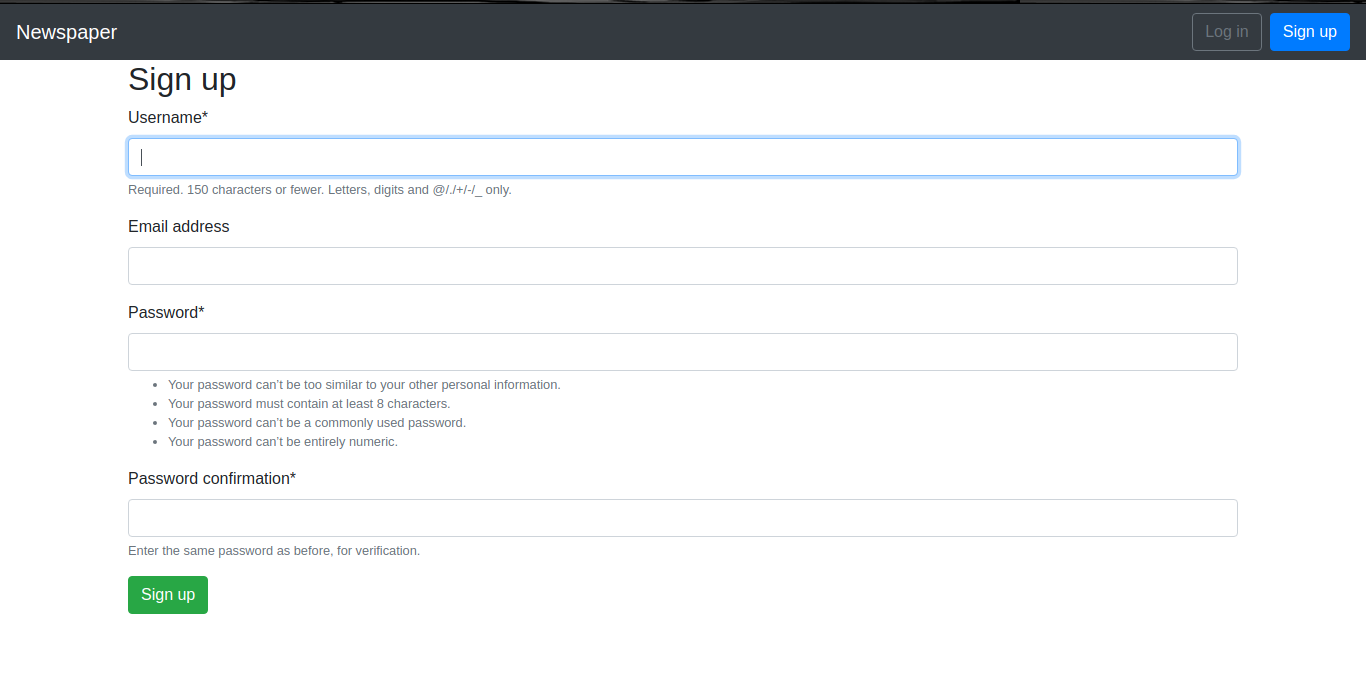 Newspaper
Log in
Sign up
Sign up
Username*
Required. 150 characters or fewer. Letters, digits and @/./+/-/_ only.
Email address
Password*
Your password can't be too similar to your other personal information.
Your password must contain at least 8 characters.
Your password can't be a commonly used password.
Your password can't be entirely numeric.
Password confirmation*
Enter the same password as before, for verification.
Sign up